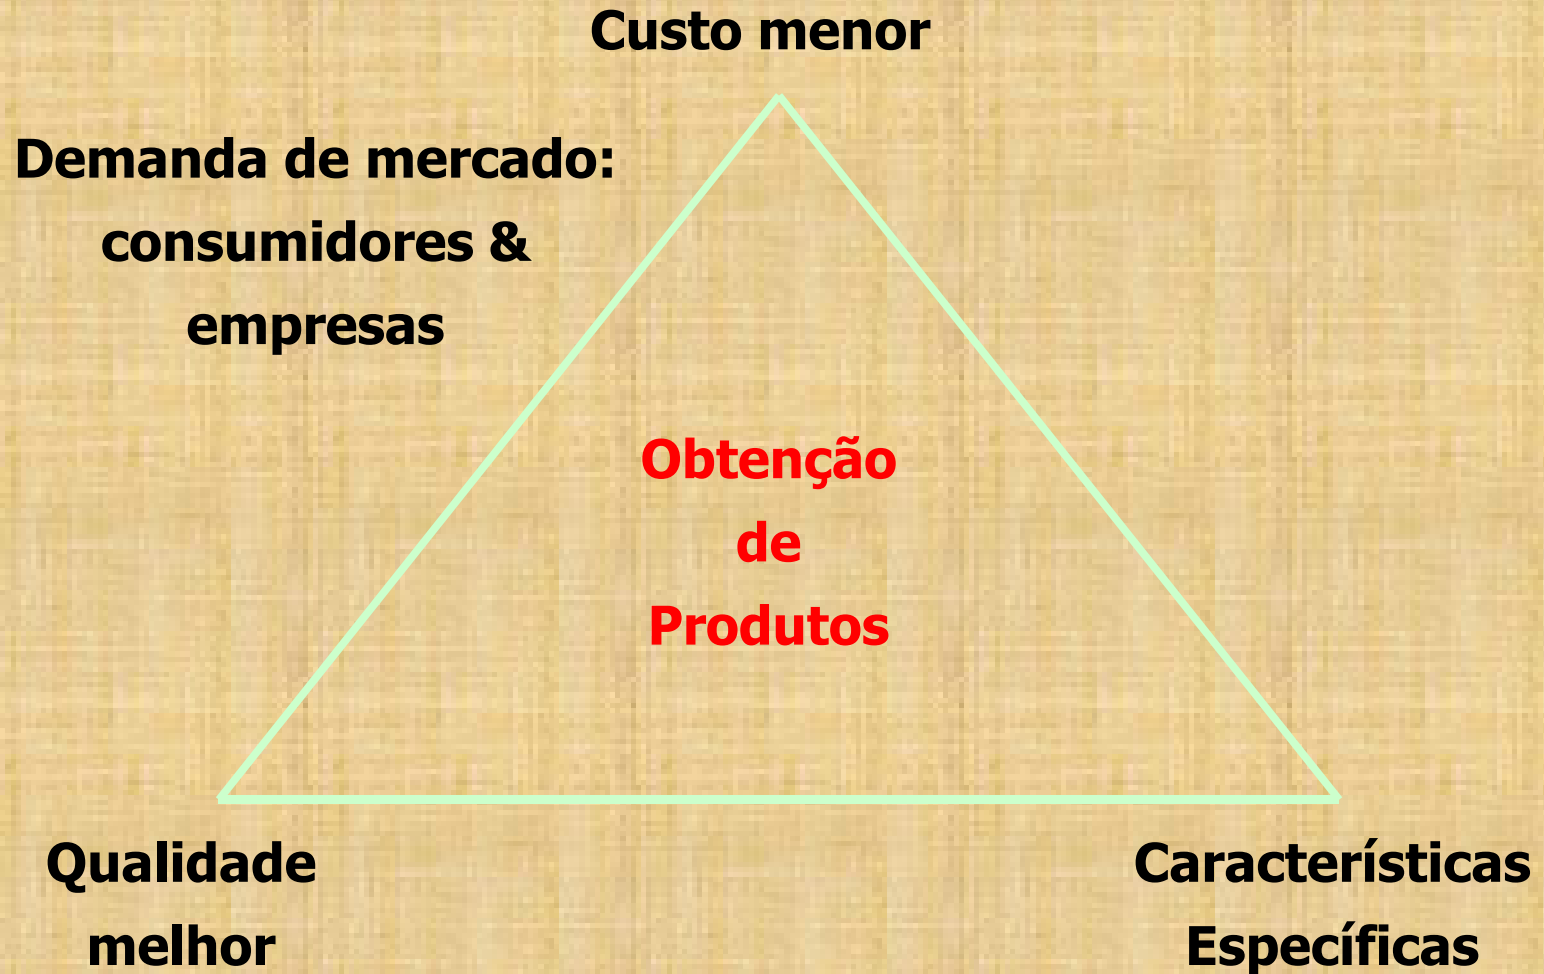 Custo menor
Demanda de mercado:
consumidores &
empresas
Obtenção
de
Produtos
Qualidade
melhor
Características
Específicas